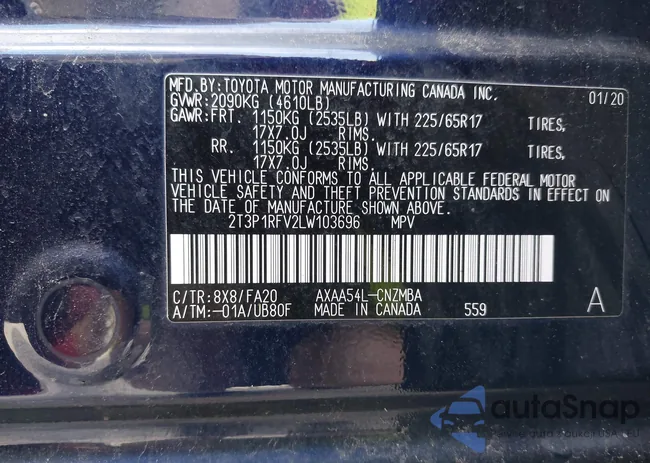 MFD. BY: TOYOTA MOTOR MANUFACTURING CANADA INC. 01/20
GVWR: 2090KG (4610LB)
GAWR: FRT. 1150KG (2535LB) WITH 225/65R17 TIRES,
17X7.0J RIMS.
RR. 1150KG (2535LB) WITH 225/65R17 TIRES,
17X7.0J RIMS.
THIS VEHICLE CONFORMS TO ALL APPLICABLE FEDERAL MOTOR
VEHICLE SAFETY AND THEFT PREVENTION STANDARDS IN EFFECT ON
THE DATE OF MANUFACTURE SHOWN ABOVE.
2T3P1RFV2LW103696 MPV
C/TR: 8X8/FA20 AXAA54L-CNZMBA
A/TM: -01A/UB80F MADE IN CANADA 559 A
autoSnap